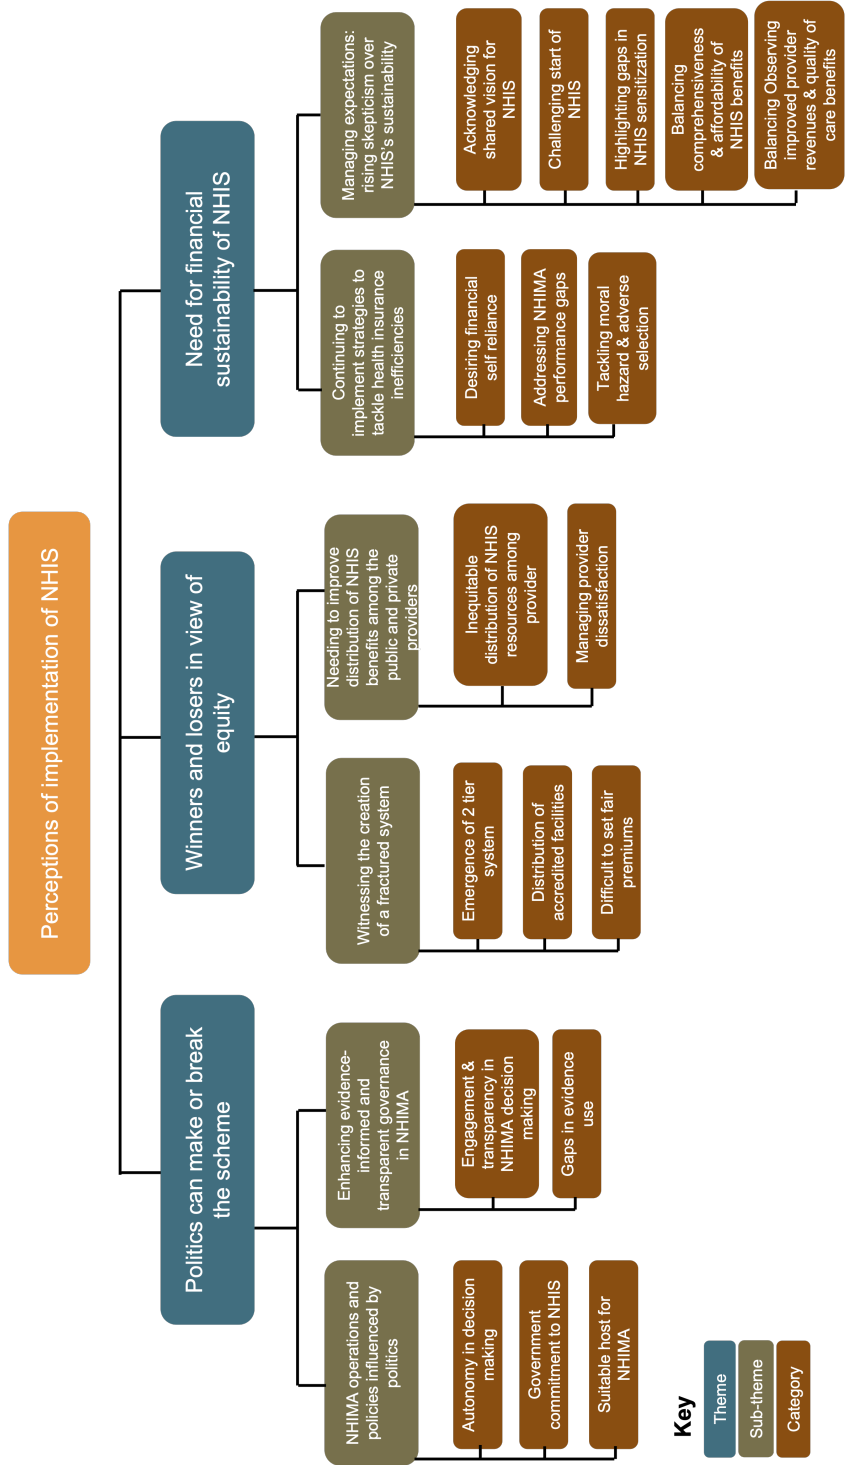 Perceptions of implementation of NHIS
Politics can make or break
the scheme
Winners and losers in view of
equity
Need for financial
sustainability of NHIS
NHIMA operations and
policies influenced by
politics
Enhancing evidence-
informed and
transparent governance
in NHIMA
Witnessing the creation
of a fractured system
Needing to improve
distribution of NHIS
benefits among the
public and private
providers
Continuing to
implement strategies to
tackle health insurance
inefficiencies
Managing expectations:
rising skepticism over
NHIS's sustainability
Autonomy in decision
making
Government
commitment to NHIS
Suitable host for
NHIMA
Engagement &
transparency in
NHIMA decision
making
Gaps in evidence
use
Emergence of 2 tier
system
Distribution of
accredited facilities
Difficult to set fair
premiums
Inequitable
distribution of NHIS
resources among
provider
Managing provider
dissatisfaction
Desiring financial
self reliance
Addressing NHIMA
performance gaps
Tackling moral
hazard & adverse
selection
Acknowledging
shared vision for
NHIS
Challenging start of
NHIS
Highlighting gaps in
NHIS sensitization
Balancing
comprehensiveness
& affordability of
NHIS benefits
Balancing Observing
improved provider
revenues & quality of
care benefits
Key
Theme
Sub-theme
Category